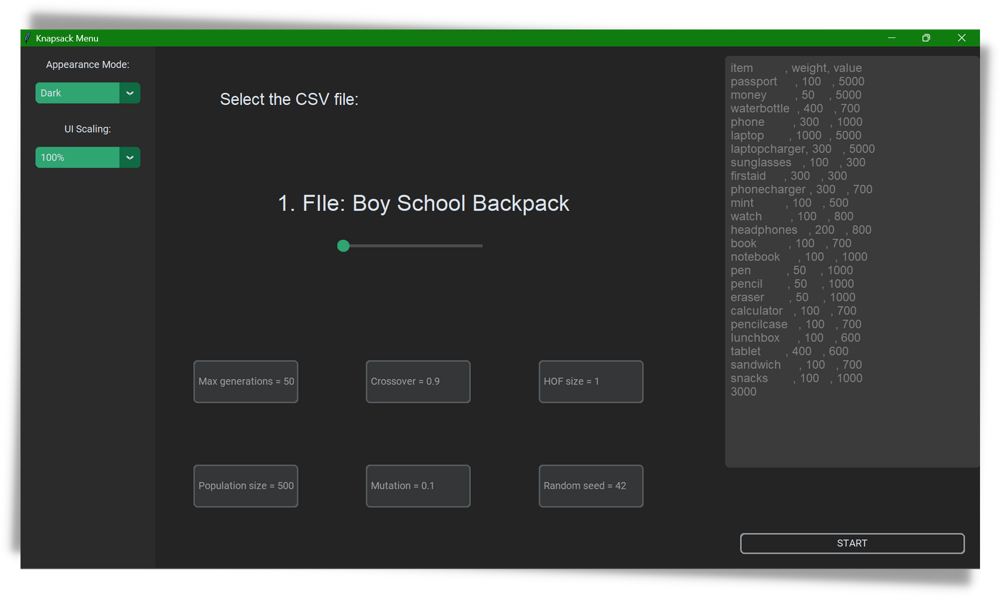 Knapsack Menu
Appearance Mode:
Dark
UI Scaling:
100%
Select the CSV file:
1. FIle: Boy School Backpack
Max generations = 50
Crossover = 0.9
HOF size = 1
Population size = 500
Mutation = 0.1
Random seed = 42
item , weight, value
passport , 100 , 5000
money , 50 , 5000
waterbottle , 400 , 700
phone , 300 , 1000
laptop , 1000 , 5000
laptopcharger, 300 , 5000
sunglasses , 100 , 300
firstaid , 300 , 300
phonecharger , 300 , 700
mint , 100 , 500
watch , 100 , 800
headphones , 200 , 800
book , 100 , 700
notebook , 100 , 1000
pen , 50 , 1000
pencil , 50 , 1000
eraser , 50 , 1000
calculator , 100 , 700
pencilcase , 100 , 700
lunchbox , 100 , 600
tablet , 400 , 600
sandwich , 100 , 700
snacks , 100 , 1000
3000
START